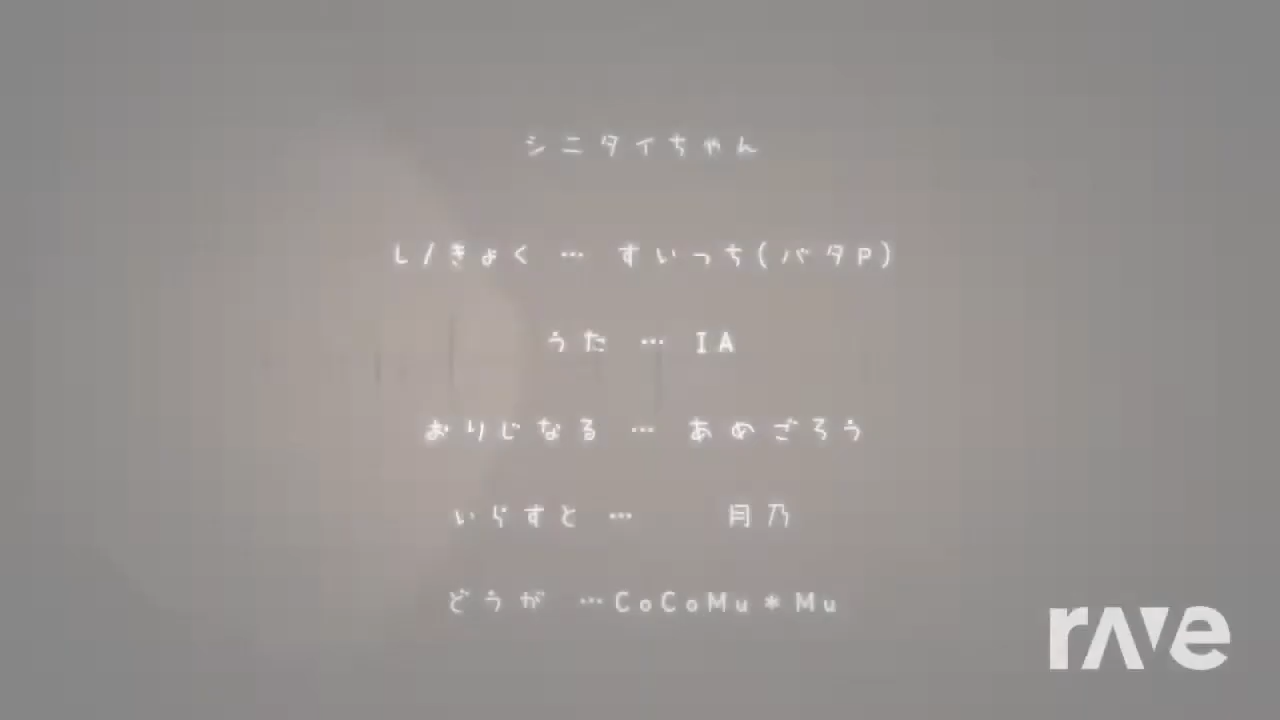 シニタイちゃん
し/きょく … すいっち(バタP)
うた … IA
おりじなる … あめごろう
いらすと … 月乃
どうが …CoCoMu*Mu
rave